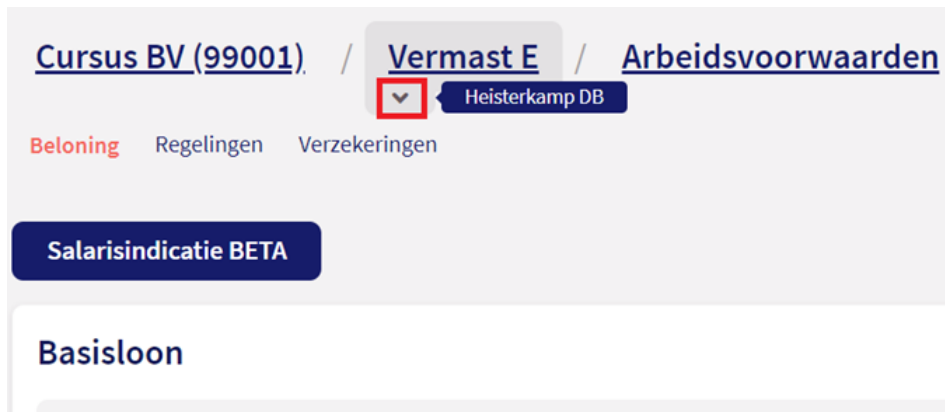 Cursus BV (99001) / Vermast E / Arbeidsvoorwaarden
Heisterkamp DB
Beloning Regelingen Verzekeringen
Salarisindicatie BETA
Basisloon